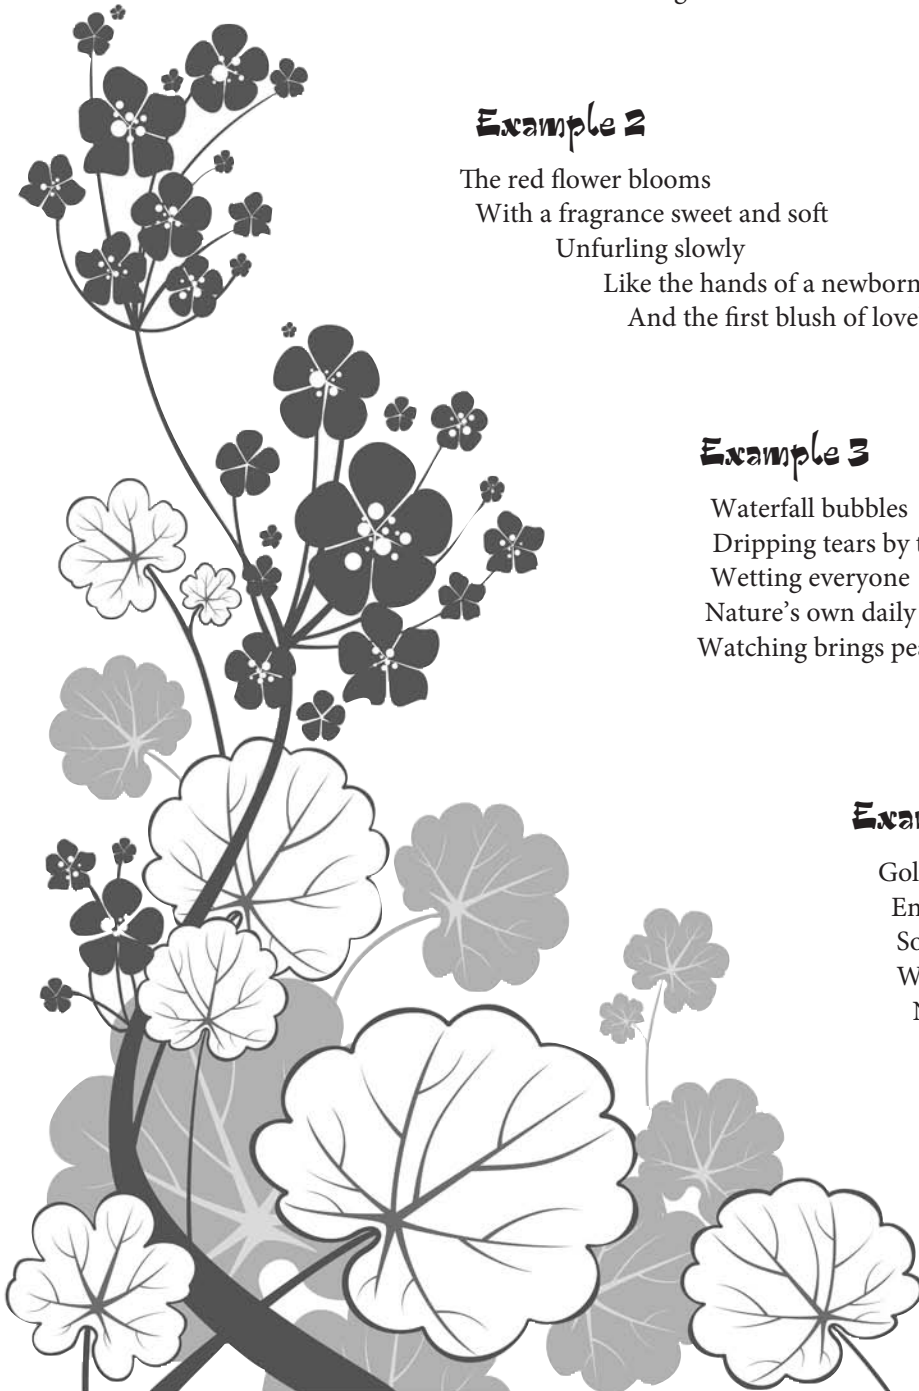 Example 2
The red flower blooms
With a fragrance sweet and soft
Unfurling slowly
Like the hands of a newborn
And the first blush of love
Example 3
Waterfall bubbles
Dripping tears by
Wetting everyone
Nature's own daily
Watching brings